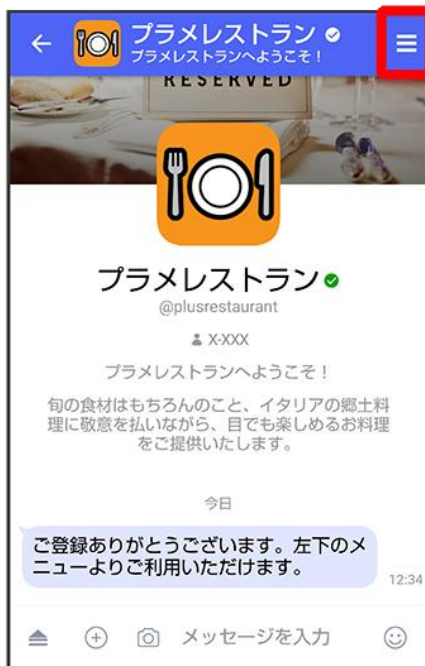 プラメレストラン
プラメレストランへようこそ！
RESERVED
プラメレストラン
@plusrestaurant
X-XXX
プラメレストランへようこそ！
旬の食材はもちろんのこと、イタリアの郷土料
理に敬意を払いながら、目でも楽しめるお料理
をご提供いたします。
今日
ご登録ありがとうございます。左下のメ
ニューよりご利用いただけます。
12:34
メッセージを入力